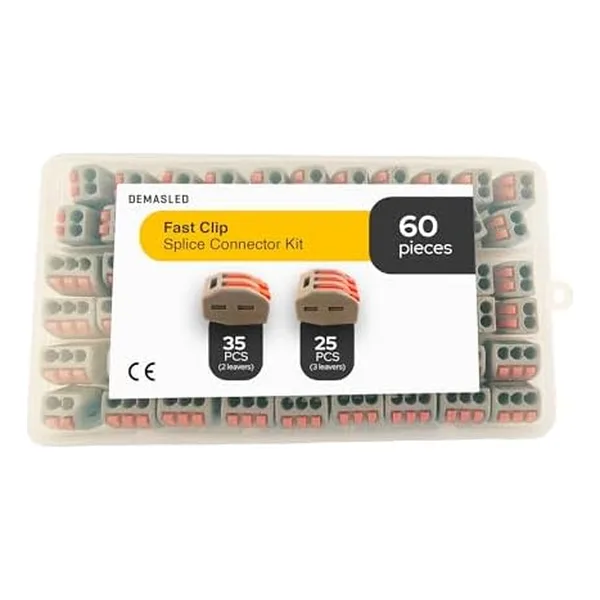 DEMASLED
Fast Clip
Splice Connector Kit
60
pieces
35
PCS
(2 leavers)
25
PCS
(3 leavers)
CE